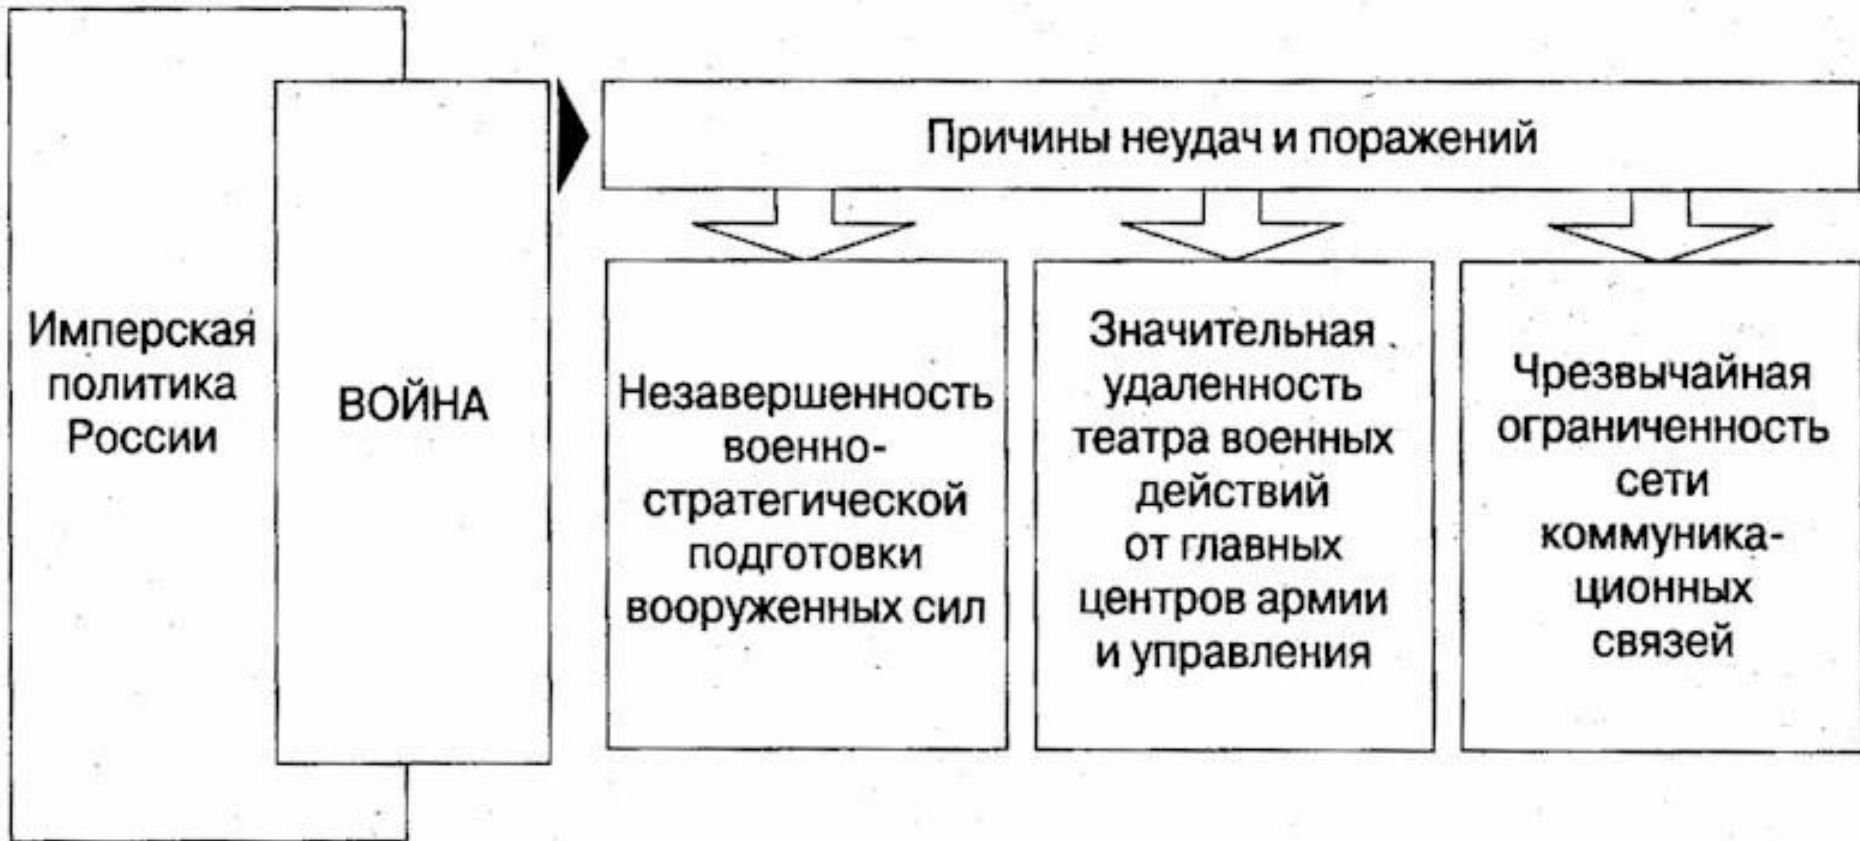 Имперская
политика
России
ВОЙНА
Причины неудач и поражений
Незавершенность
военно-
стратегической
подготовки
вооруженных сил
Значительная
удаленность
театра военных
действий
от главных
центров армии
и управления
Чрезвычайная
ограниченность
сети
коммуника-
ционных
связей